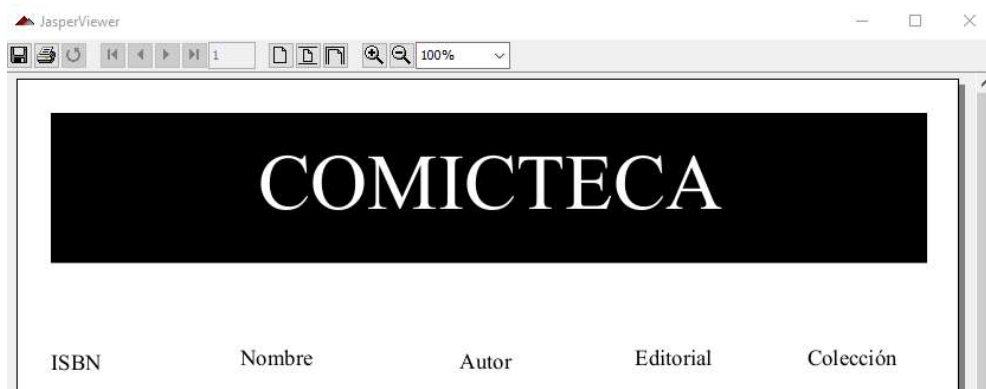 JasperViewer
1 100%
COMICTECA
ISBN Nombre Autor Editorial Colección